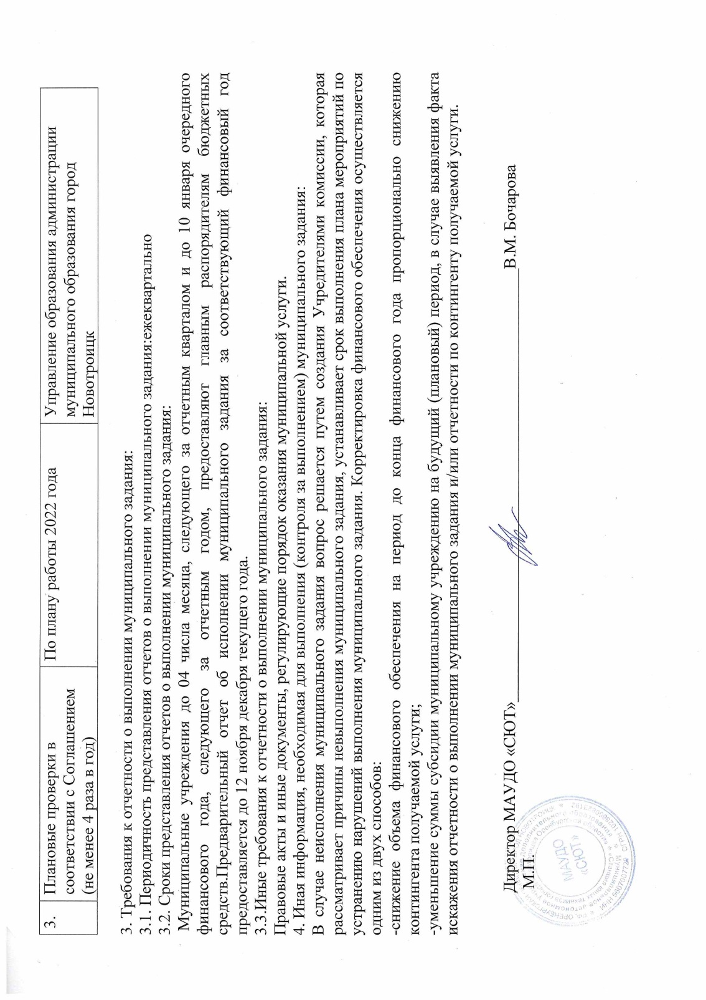 3. Плановые проверки в По плану работы 2022 года Управление образования администрации
соответствии с Соглашением муниципального образования город
(не менее 4 раза в год) Новотроицк
3. Требования к отчетности о выполнении муниципального задания:
3.1. Периодичность представления отчетов о выполнении муниципального задания:ежеквартально
3.2. Сроки представления отчетов о выполнении муниципального задания:
Муниципальные учреждения до 04 числа месяца, следующего за отчетным кварталом и до 10 января очередного
финансового года, следующего за отчетным годом, предоставляют главным распорядителям бюджетных
средств.Предварительный отчет об исполнении муниципального задания за соответствующий финансовый год
предоставляется до 12 ноября декабря текущего года.
3.3.Иные требования к отчетности о выполнении муниципального задания:
Правовые акты и иные документы, регулирующие порядок оказания муниципальной услуги.
4. Иная информация, необходимая для выполнения (контроля за выполнением) муниципального задания:
В случае неисполнения муниципального задания вопрос решается путем создания Учредителями комиссии, которая
рассматривает причины невыполнения муниципального задания, устанавливает срок выполнения плана мероприятий по
устранению нарушений выполнения муниципального задания. Корректировка финансового обеспечения осуществляется
одним из двух способов:
-снижение объема финансового обеспечения на период до конца финансового года пропорционально снижению
контингента получаемой услуги;
-уменьшение суммы субсидии муниципальному учреждению на будущий (плановый) период, в случае выявления факта
искажения отчетности о выполнении муниципального задания и/или отчетности по контингенту получаемой услуги.
Директор МАУДО «СЮТ» В.М. Бочарова
М.П.
МАУДО
«СЮТ»